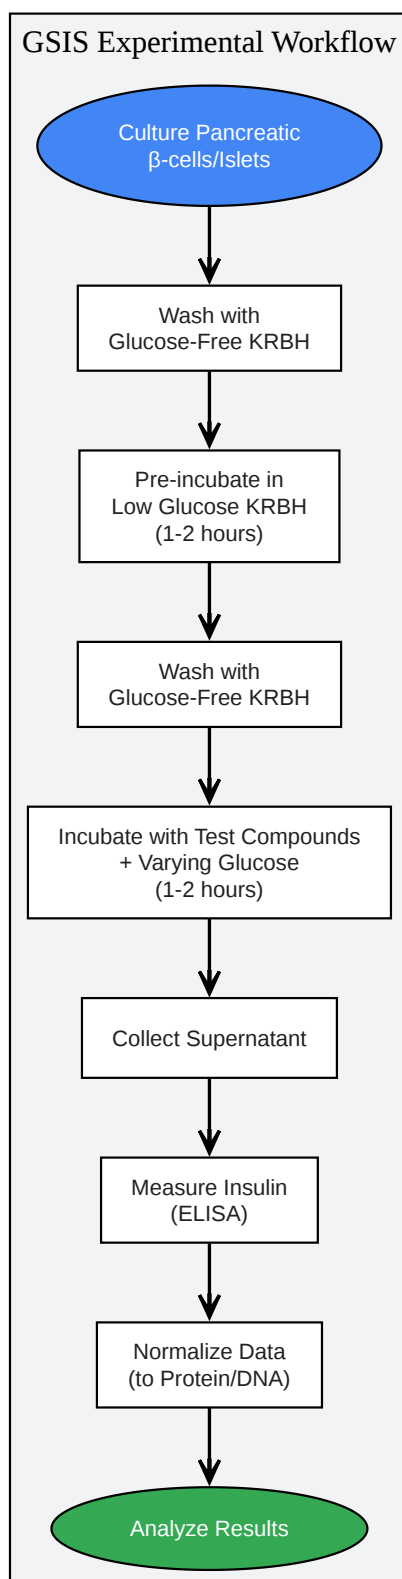 GSIS Experimental Workflow
Culture Pancreatic
β-cells/Islets
Wash with
Glucose-Free KRBH
Pre-incubate in
Low Glucose KRBH
(1-2 hours)
Wash with
Glucose-Free KRBH
Incubate with Test Compounds
+ Varying Glucose
(1-2 hours)
Collect Supernatant
Measure Insulin
(ELISA)
Normalize Data
(to Protein/DNA)
Analyze Results